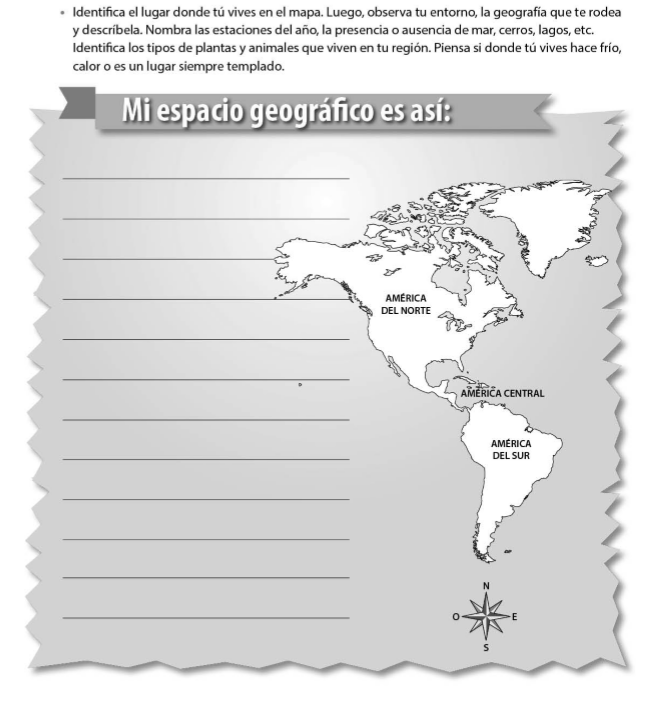 • Identifica el lugar donde tú vives en el mapa. Luego, observa tu entorno, la geografía que te rodea
y descríbela. Nombra las estaciones del año, la presencia o ausencia de mar, cerros, lagos, etc.
Identifica los tipos de plantas y animales que viven en tu región. Piensa si donde tú vives hace frío,
calor o es un lugar siempre templado.
Mi espacio geográfico es así:
AMÉRICA
DEL NORTE
AMÉRICA CENTRAL
AMÉRICA
DEL SUR
N
O
E
S